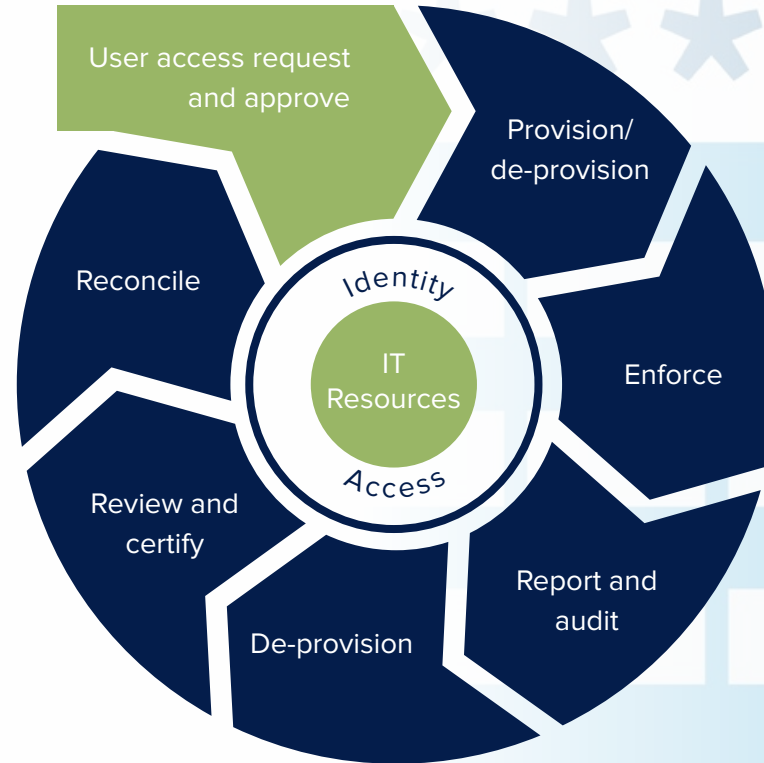 User access request
and approve
Provision/
de-provision
Enforce
Report and
audit
De-provision
Review and
certify
Reconcile
Identity
IT
Resources
Access